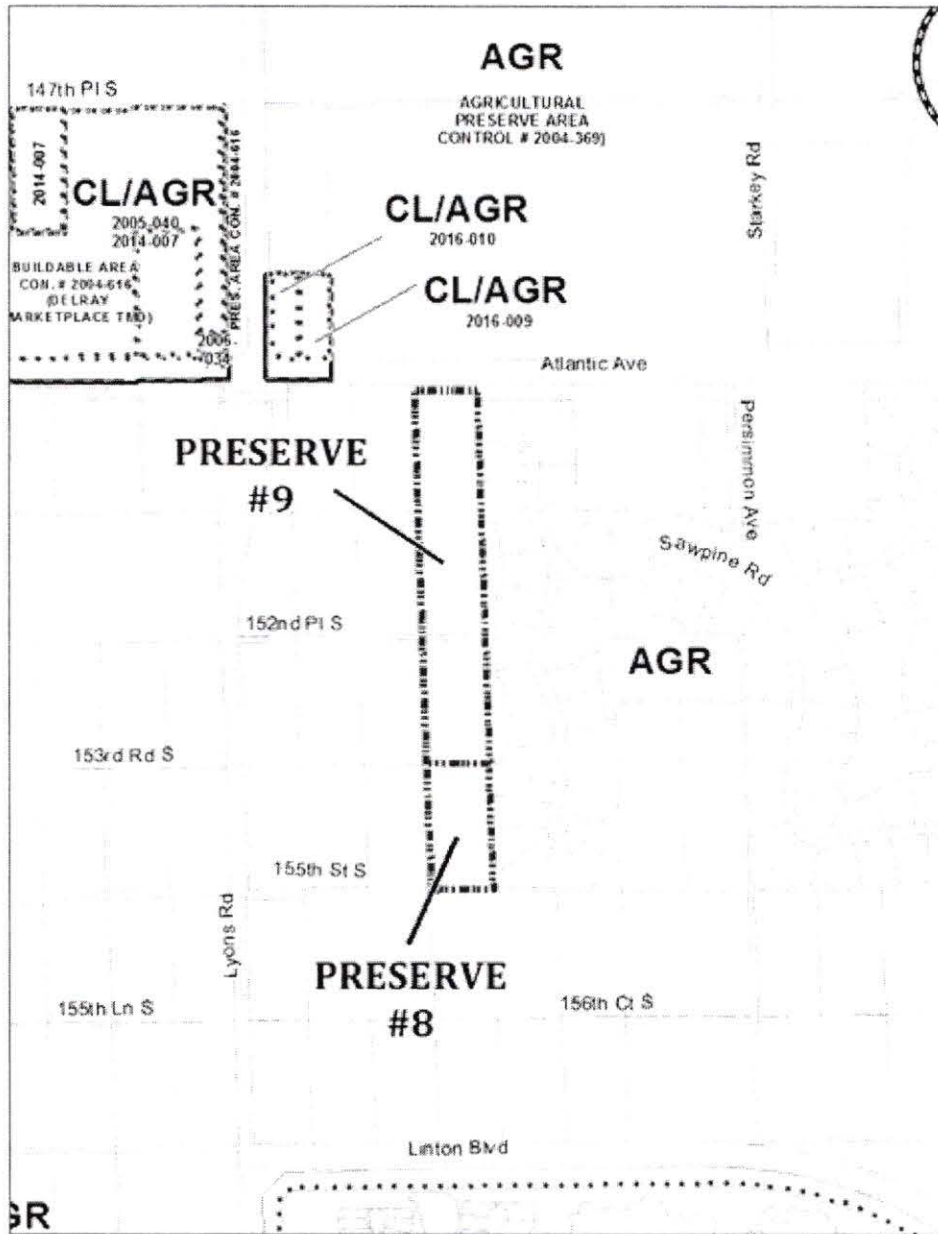 AGR
AGRICULTURAL
PRESERVE AREA
CONTROL # 2004-369)
147th Pl S
2014-007
CL/AGR
2005-040
2014-007
PRES. AREA CON. # 2004-616
BUILDABLE AREA
CON. # 2004-616
(DELRAY
MARKETPLACE TMD)
2006-
034
CL/AGR
2016-010
CL/AGR
2016-009
Starkey Rd
Atlantic Ave
Persimmon Ave
Sawpine Rd
PRESERVE
#9
152nd Pl S
AGR
153rd Rd S
155th St S
Lyons Rd
PRESERVE
#8
155th Ln S
156th Ct S
Linton Blvd
GR